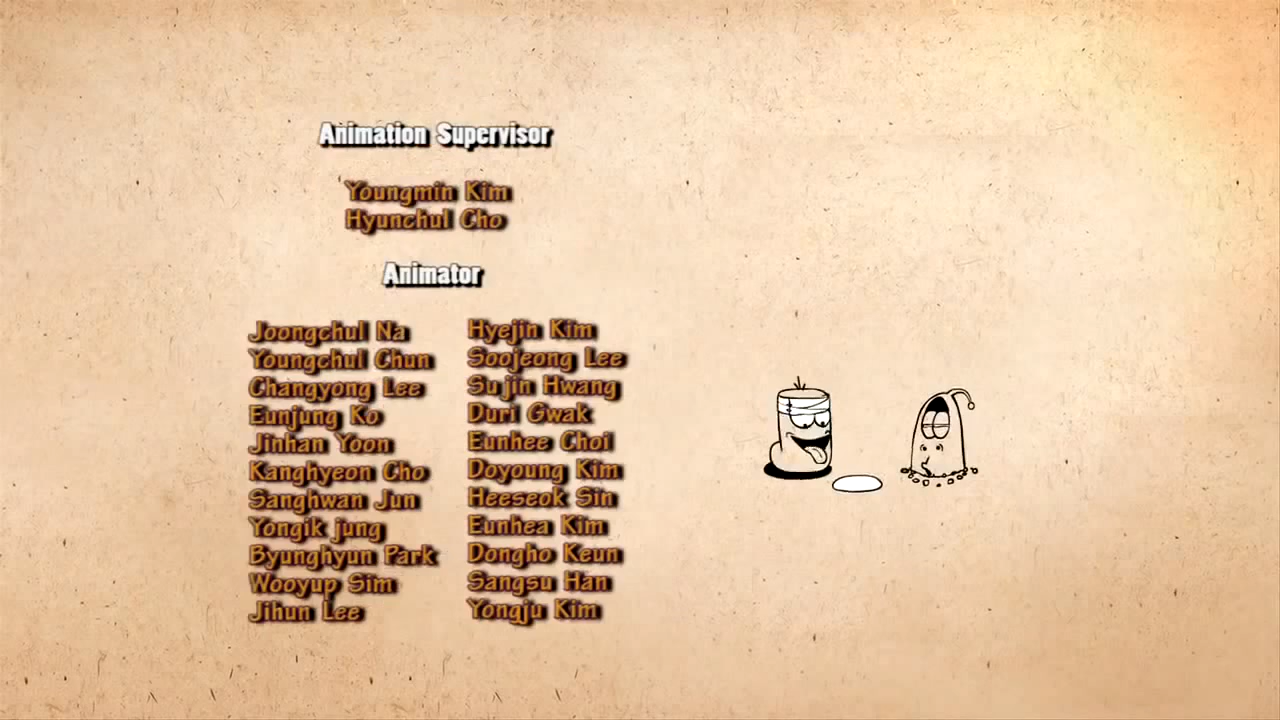 Animation Supervisor
Youngmin Kim
Hyunchul Cho
Animator
Joongchul Na
Youngchul Chun
Changyong Lee
Eunjung Ko
Jinhan Yoon
Kanghyeon Cho
Sanghwan Jun
Yongik jung
Byunghyun Park
Wooyup Sim
Jihun Lee
Hyejin Kim
Soojeong Lee
Sujin Hwang
Duri Gwak
Eunhee Choi
Doyoung Kim
Heeseok Sin
Eunhea Kim
Dongho Keun
Sangsu Han
Yongju Kim